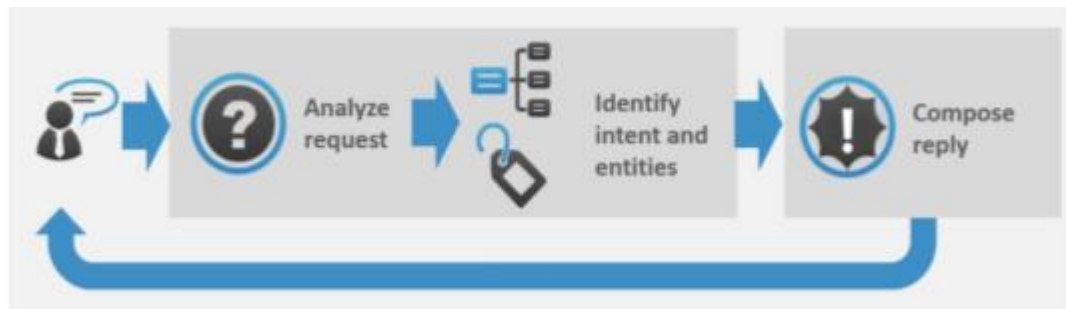 Analyze
request
Identify
intent and
entities
Compose
reply